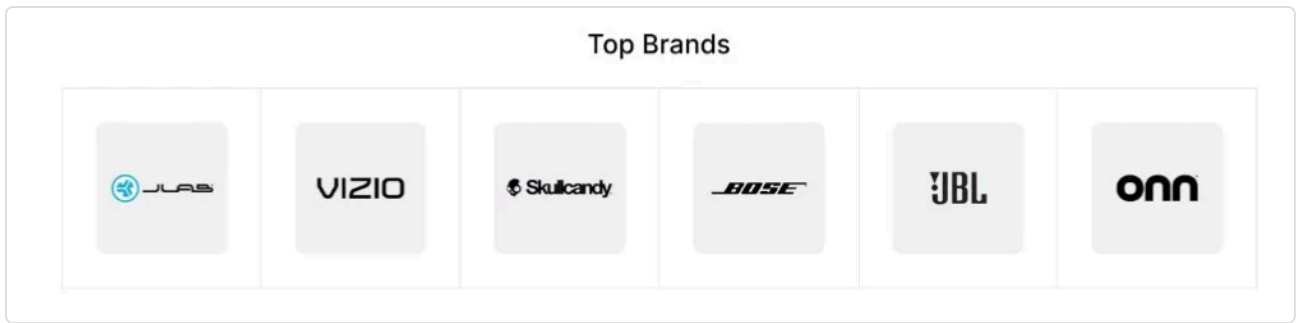 Top Brands
JLAB
VIZIO
Skullcandy
BOSE
JBL
onn